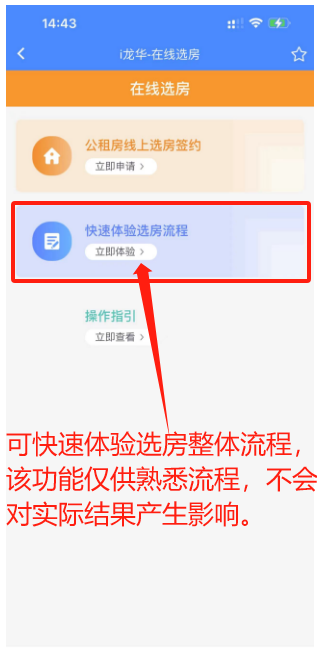 14:43
i龙华-在线选房
在线选房
公租房线上选房签约
立即申请 >
快速体验选房流程
立即体验 >
操作指引
立即查看 >
可快速体验选房整体流程，
该功能仅供熟悉流程，不会
对实际结果产生影响。